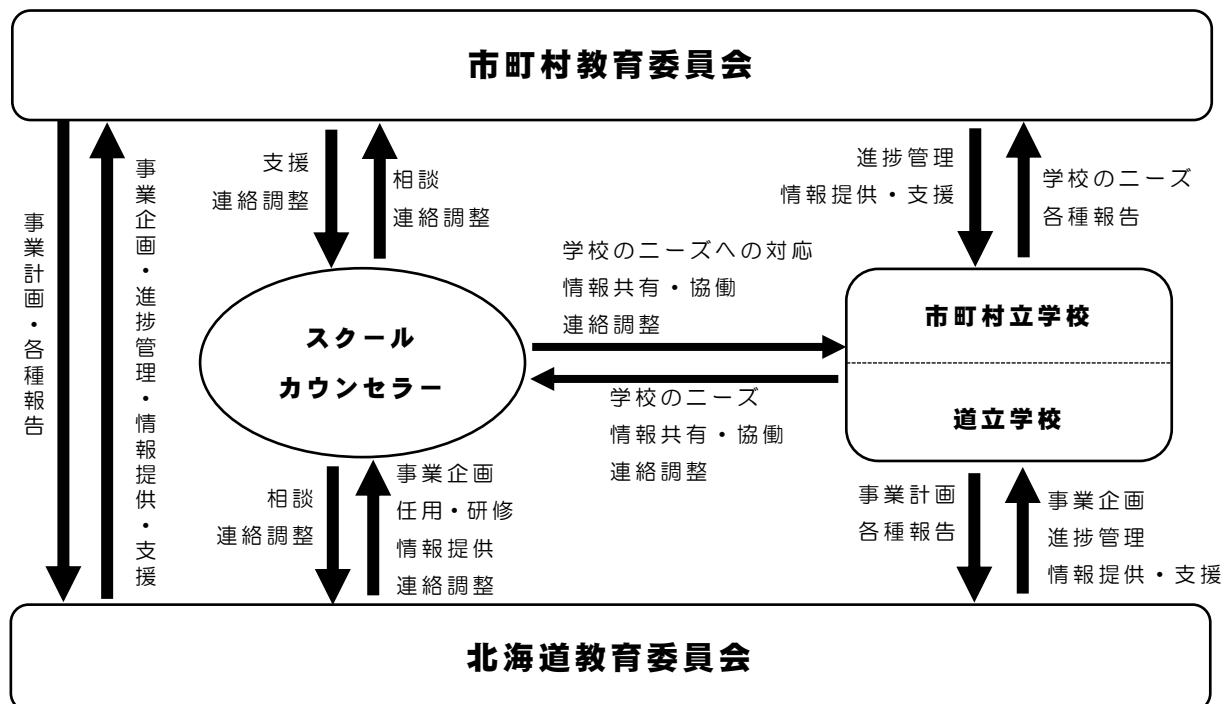 市町村教育委員会
事業計画・各種報告
事業企画・進捗管理・情報提供・支援
支援
連絡調整
相談
連絡調整
進捗管理
情報提供・支援
学校のニーズ
各種報告
学校のニーズへの対応
情報共有・協働
連絡調整
スクール
カウンセラー
市町村立学校
道立学校
学校のニーズ
情報共有・協働
連絡調整
相談
連絡調整
事業企画
任用・研修
情報提供
連絡調整
事業計画
各種報告
事業企画
進捗管理
情報提供・支援
北海道教育委員会